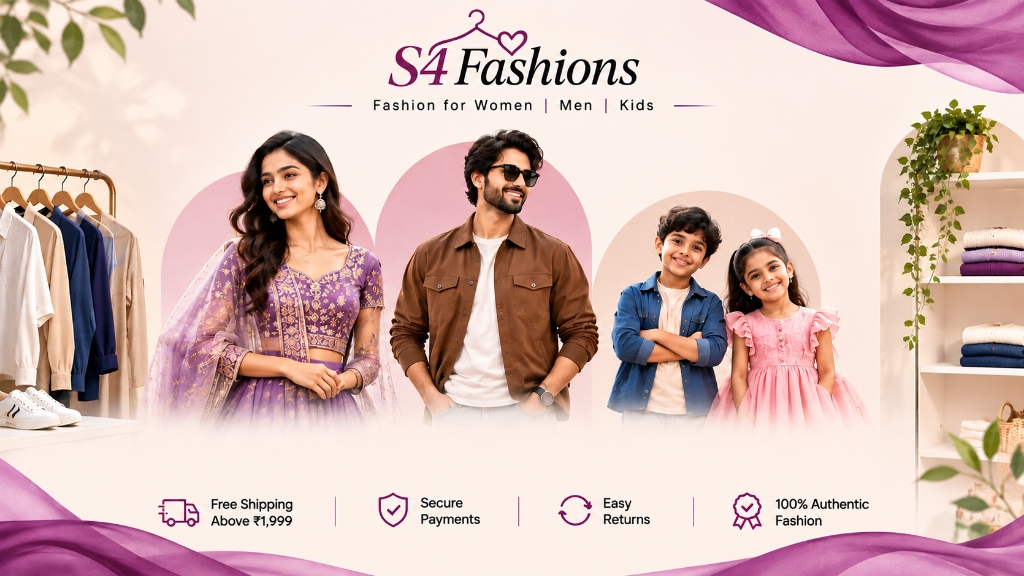 S4 Fashions
Fashion for Women | Men | Kids
Free Shipping
Above ₹1,999
Secure
Payments
Easy
Returns
100% Authentic
Fashion